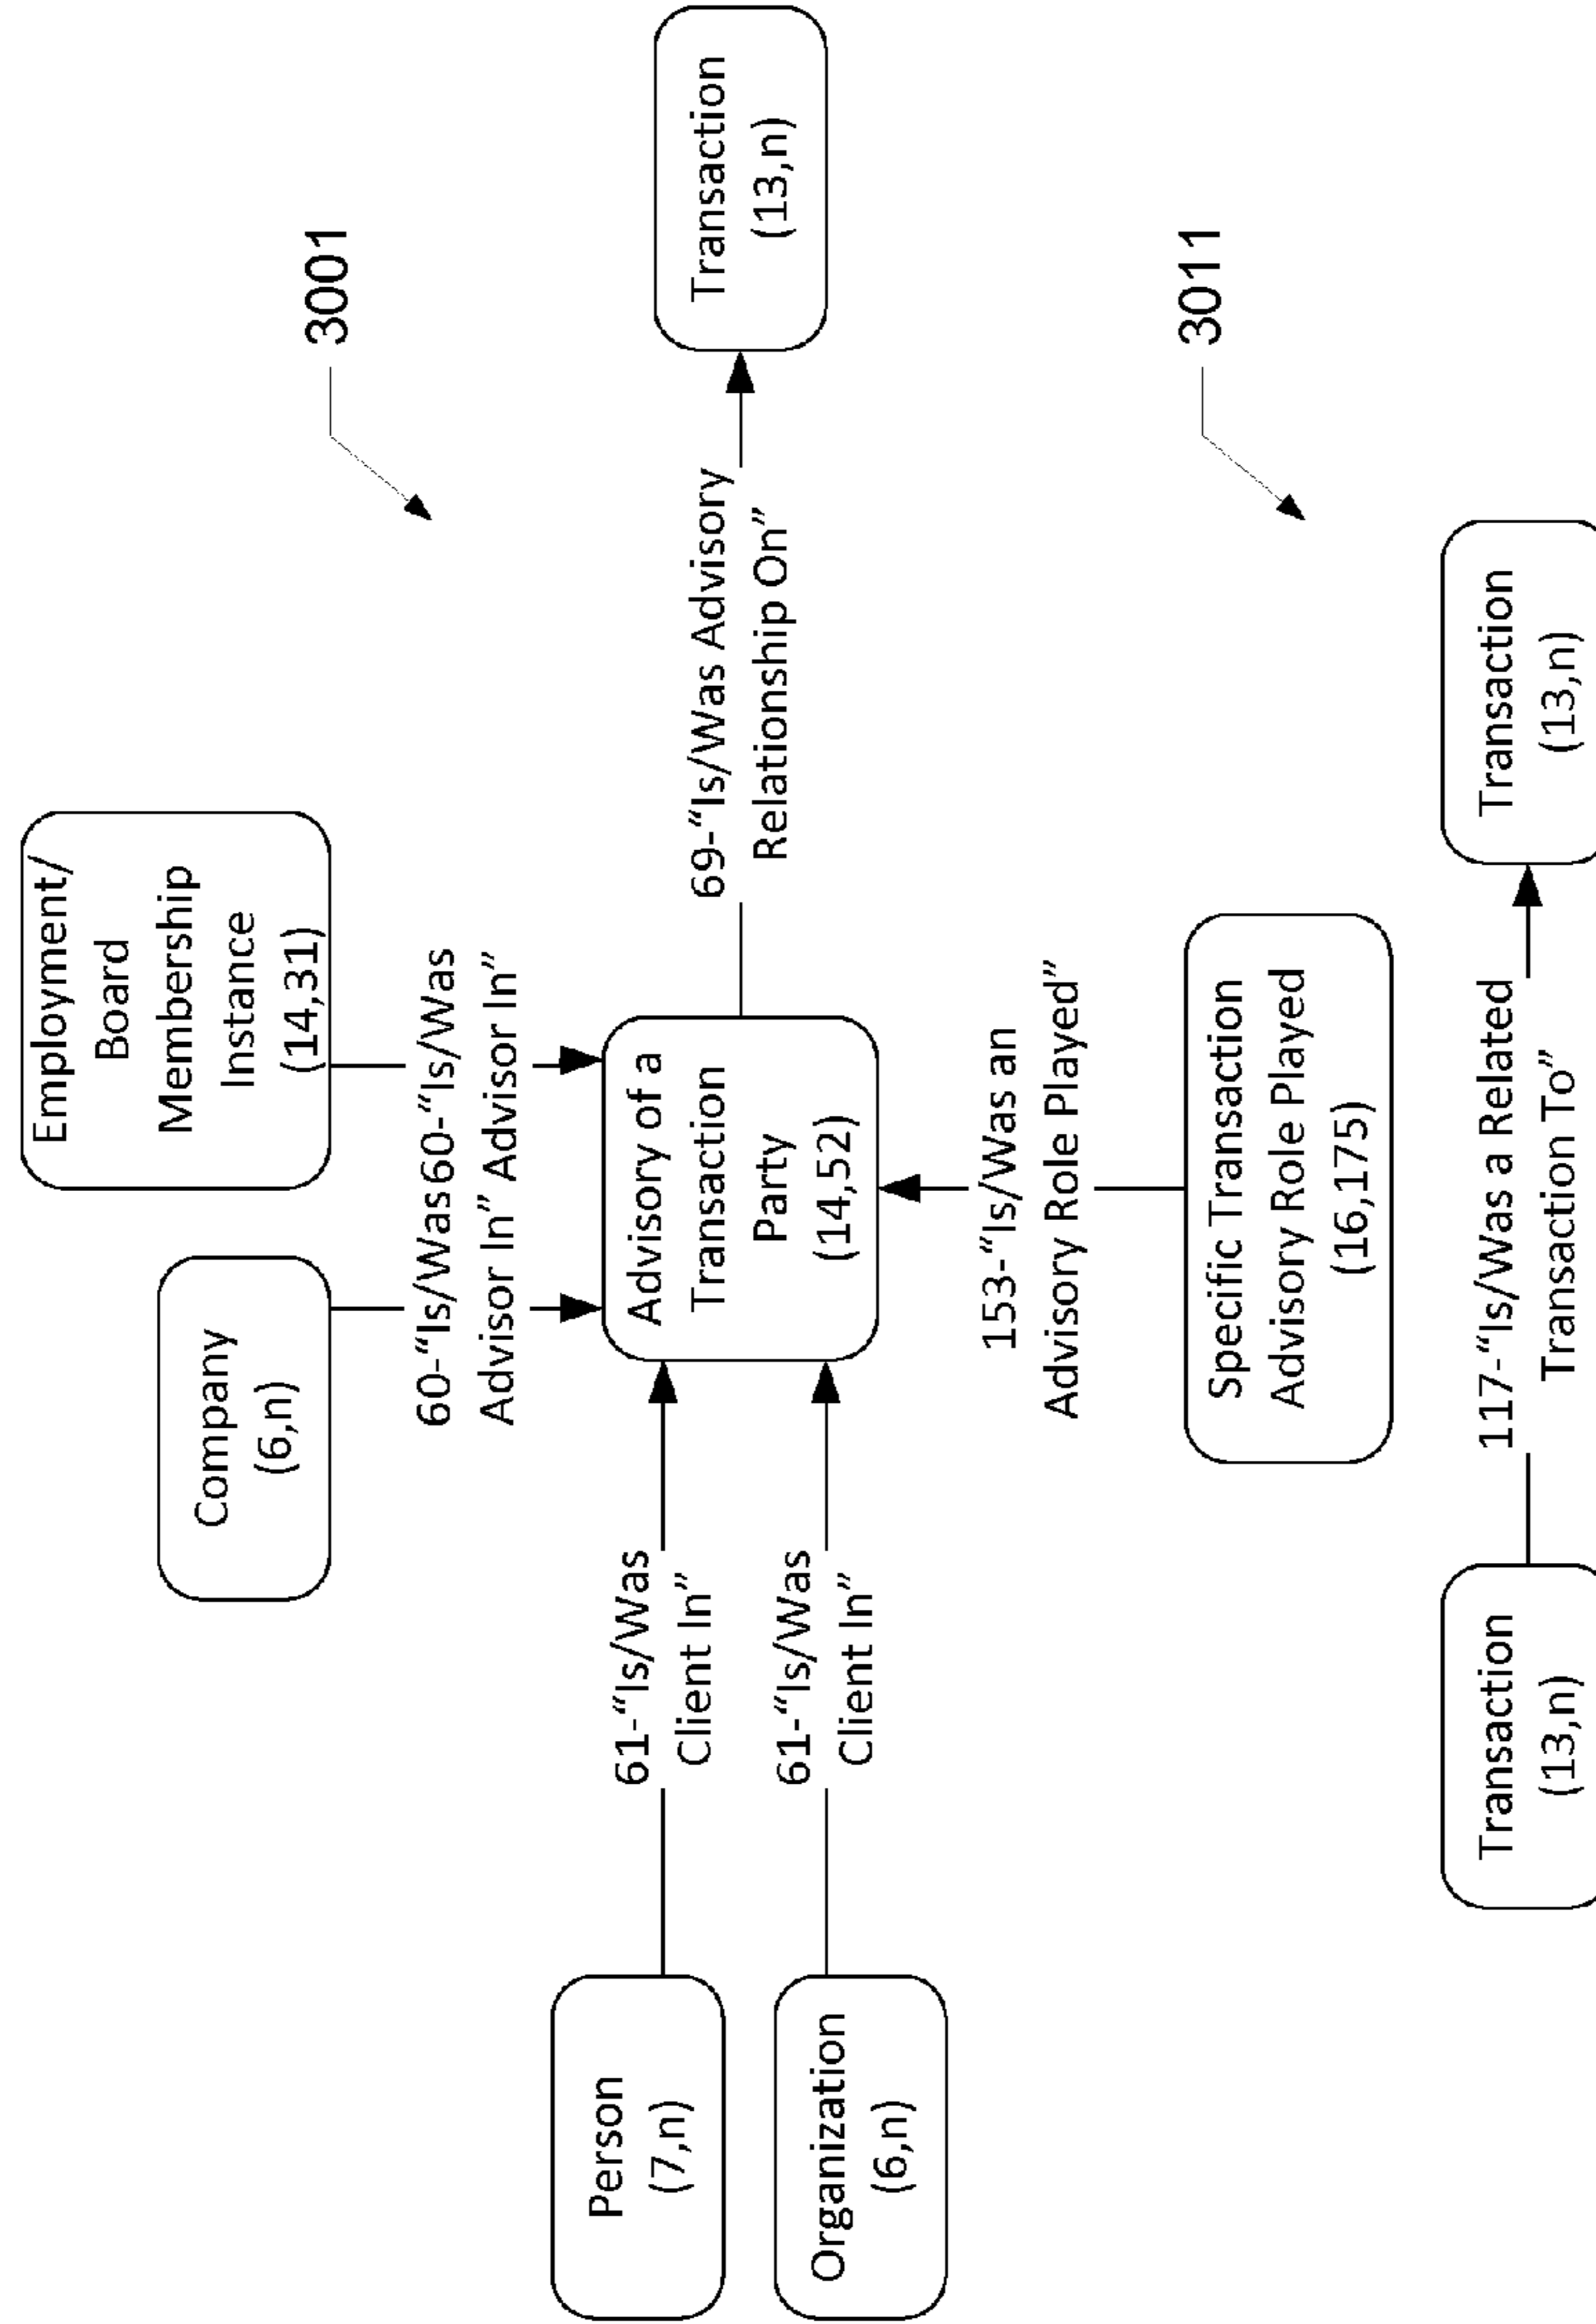 Employment/
Board
Membership
Instance
(14,31)
Company
(6,n)
3001
60-“Is/Was
Advisor In”
60-“Is/Was
Advisor In”
Person
(7,n)
61-“Is/Was
Client In”
Advisory of a
Transaction
Party
(14,52)
69-“Is/Was Advisory
Relationship On”
Transaction
(13,n)
Organization
(6,n)
61-“Is/Was
Client In”
153-“Is/Was an
Advisory Role Played”
Specific Transaction
Advisory Role Played
(16,175)
3011
Transaction
(13,n)
117-“Is/Was a Related
Transaction To”
Transaction
(13,n)